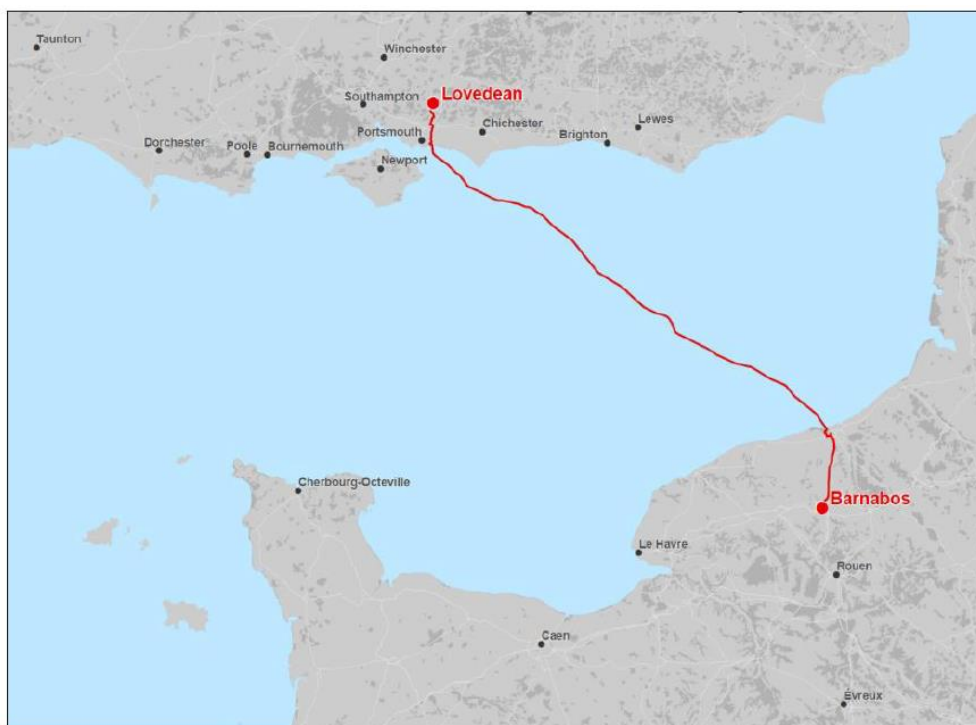 Taunton
Winchester
Southampton
Lovedean
Portsmouth
Chichester
Lewes
Brighton
Dorchester
Poole
Bournemouth
Newport
Cherbourg-Octeville
Barnabos
Le Havre
Rouen
Caen
Évreux